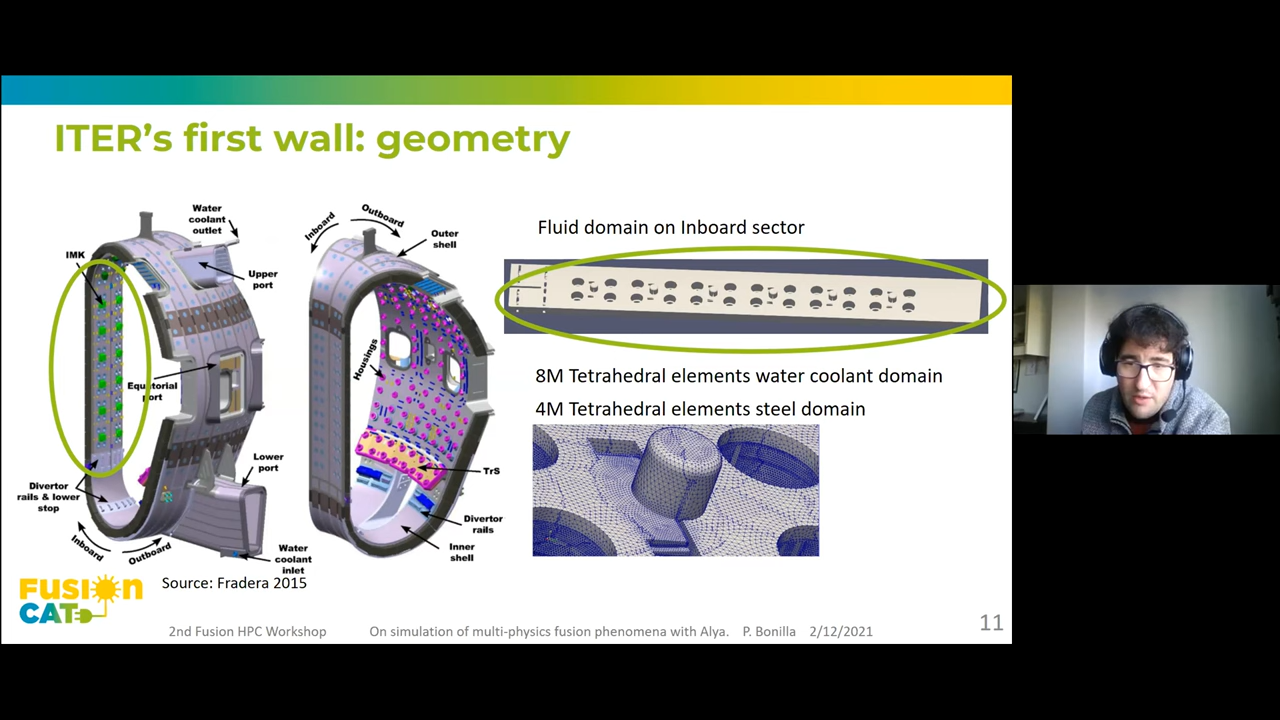 ITER's first wall: geometry
Water
coolant
outlet
IMK
Upper
port
Equatorial
port
Lower
port
Divertor
rails & lower
stop
Inboard
Outboard
Water
coolant
inlet
Inboard
Outboard
Outer
shell
Housings
TrS
Divertor
rails
Inner
shell
Source: Fradera 2015
Fluid domain on Inboard sector
8M Tetrahedral elements water coolant domain
4M Tetrahedral elements steel domain
FUSION
CAT
2nd Fusion HPC Workshop
On simulation of multi-physics fusion phenomena with Alya. P. Bonilla 2/12/2021
11